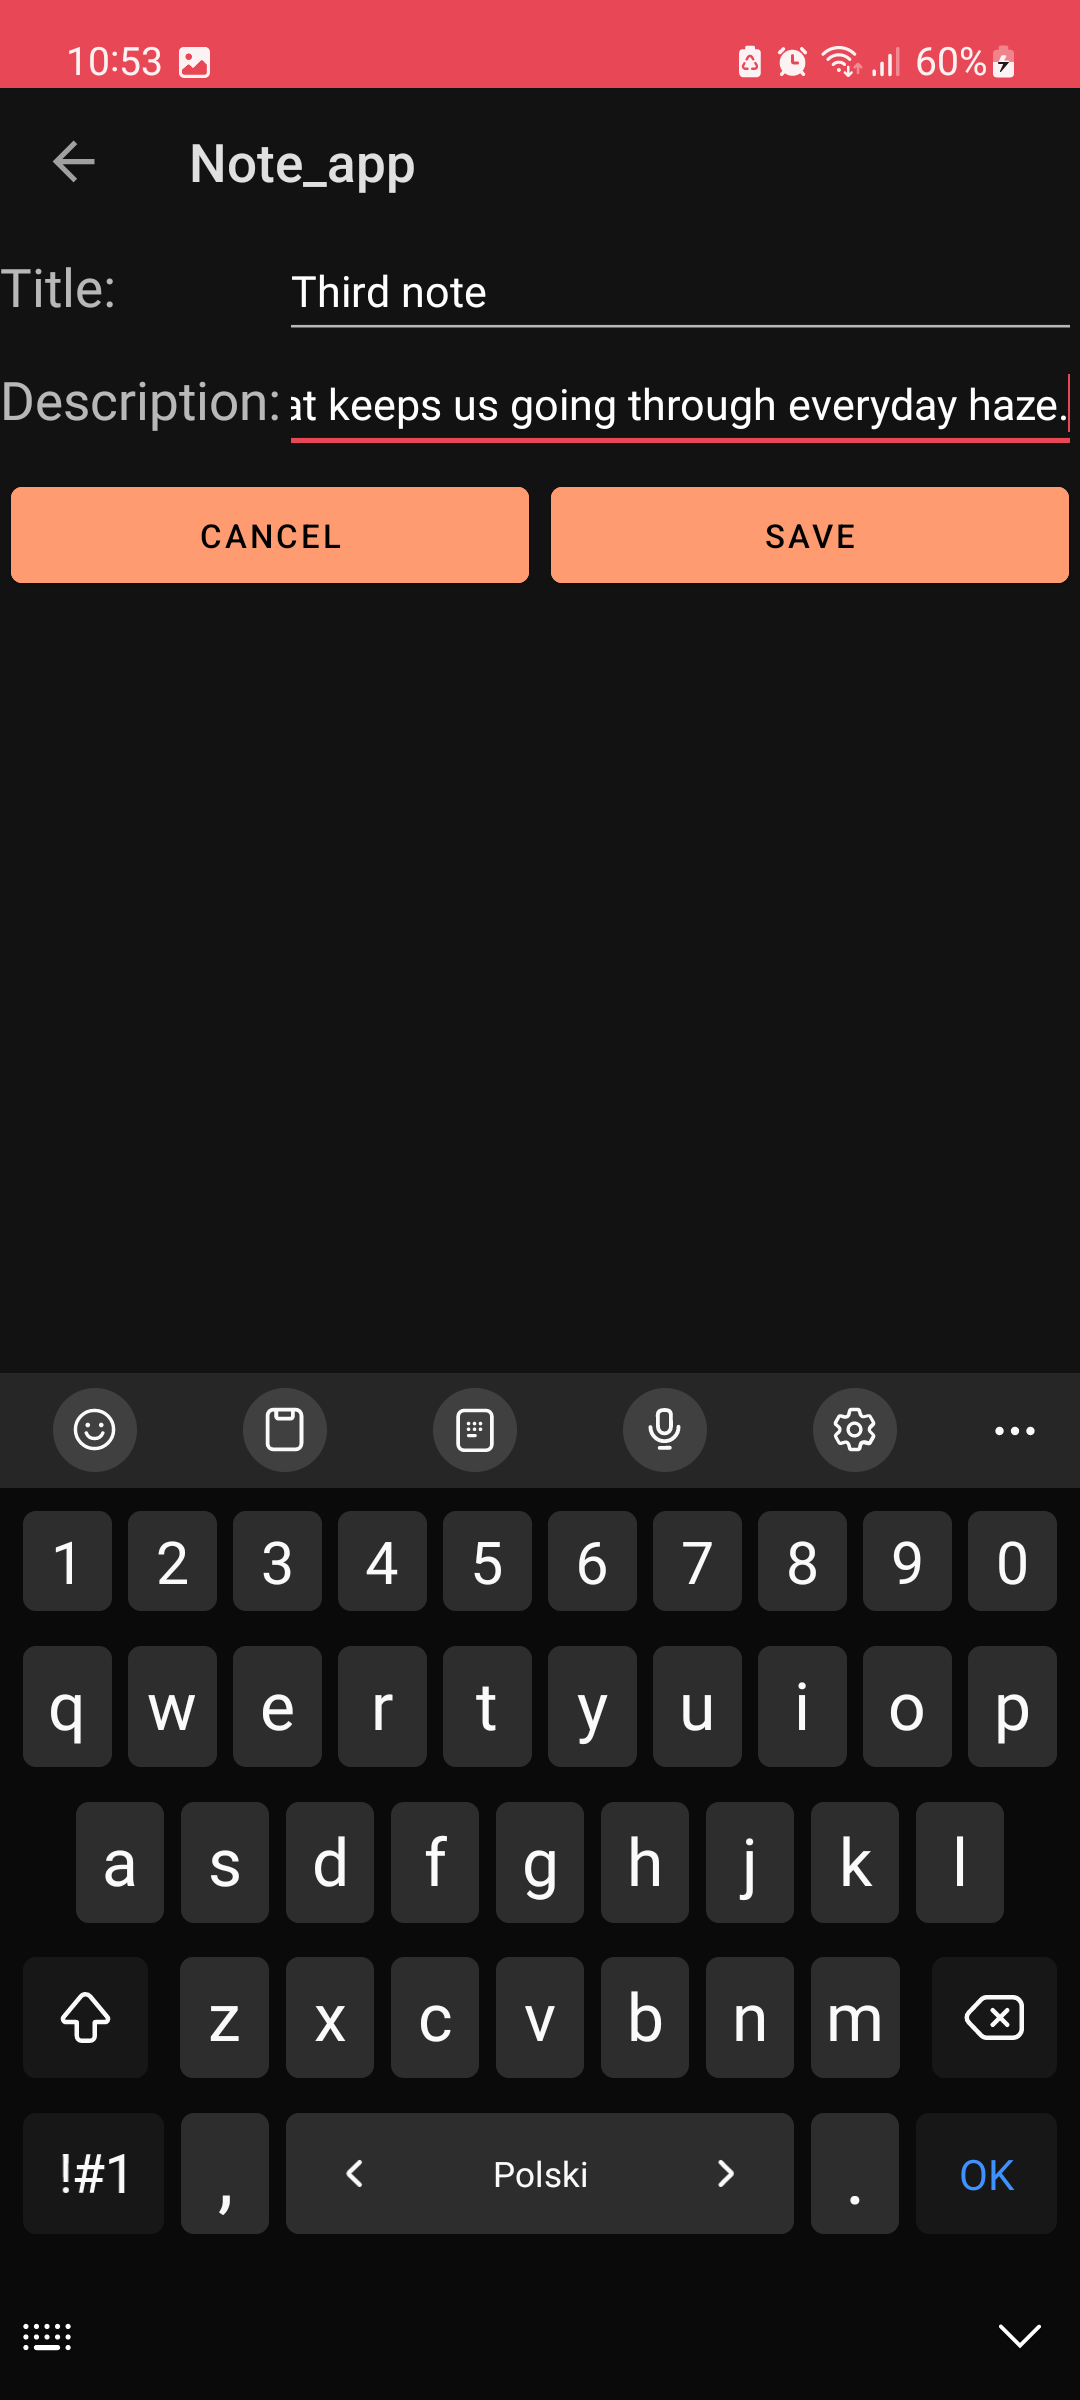 10:53 60%
Note_app
Title: Third note
Description: at keeps us going through everyday haze.
CANCEL SAVE
1 2 3 4 5 6 7 8 9 0
q w e r t y u i o p
a s d f g h j k l
z x c v b n m
!#1 , < Polski > . OK